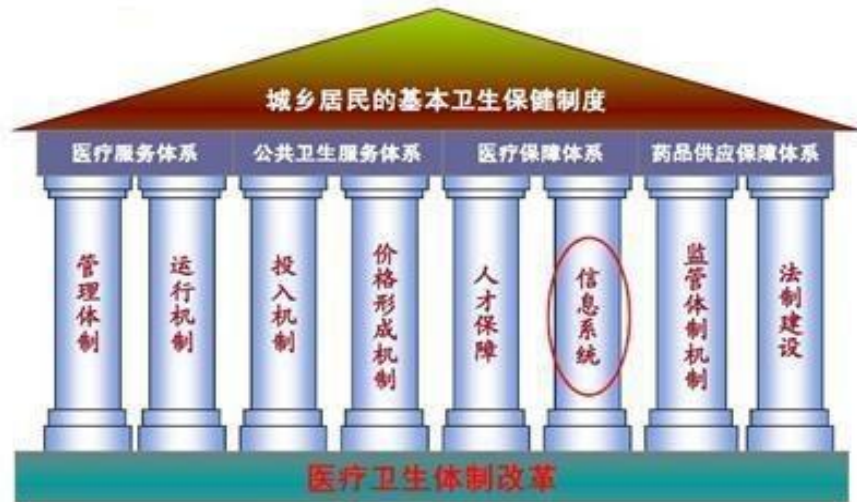 城乡居民的基本卫生保健制度
医疗服务体系
公共卫生服务体系
医疗保障体系
药品供应保障体系
管理体制
运行机制
投入机制
价格形成机制
人才保障
信息系统
监管体制机制
法制建设
医疗卫生体制改革